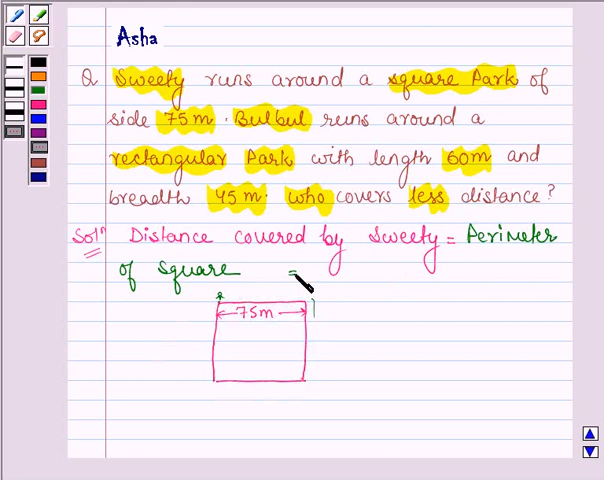 Asha
Q Sweety runs around a square Park of
side 75m. Bulbul runs around a
rectangular Park with length 60m and
breadth 45m. who covers less distance?
Solⁿ Distance covered by Sweety = Perimeter
of square =
75m